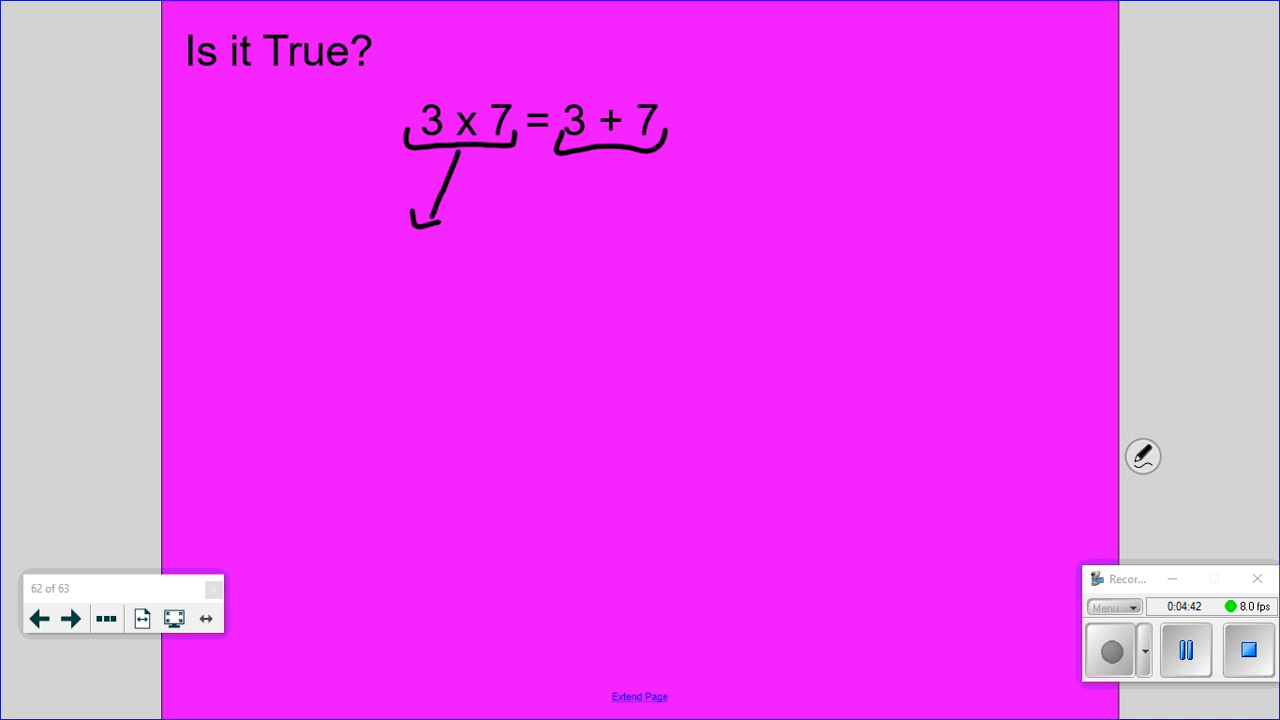 Is it True?
3 x 7 = 3 + 7
62 of 63
Recor...
Menu
0:04:42
8.0 fps
Extend Page